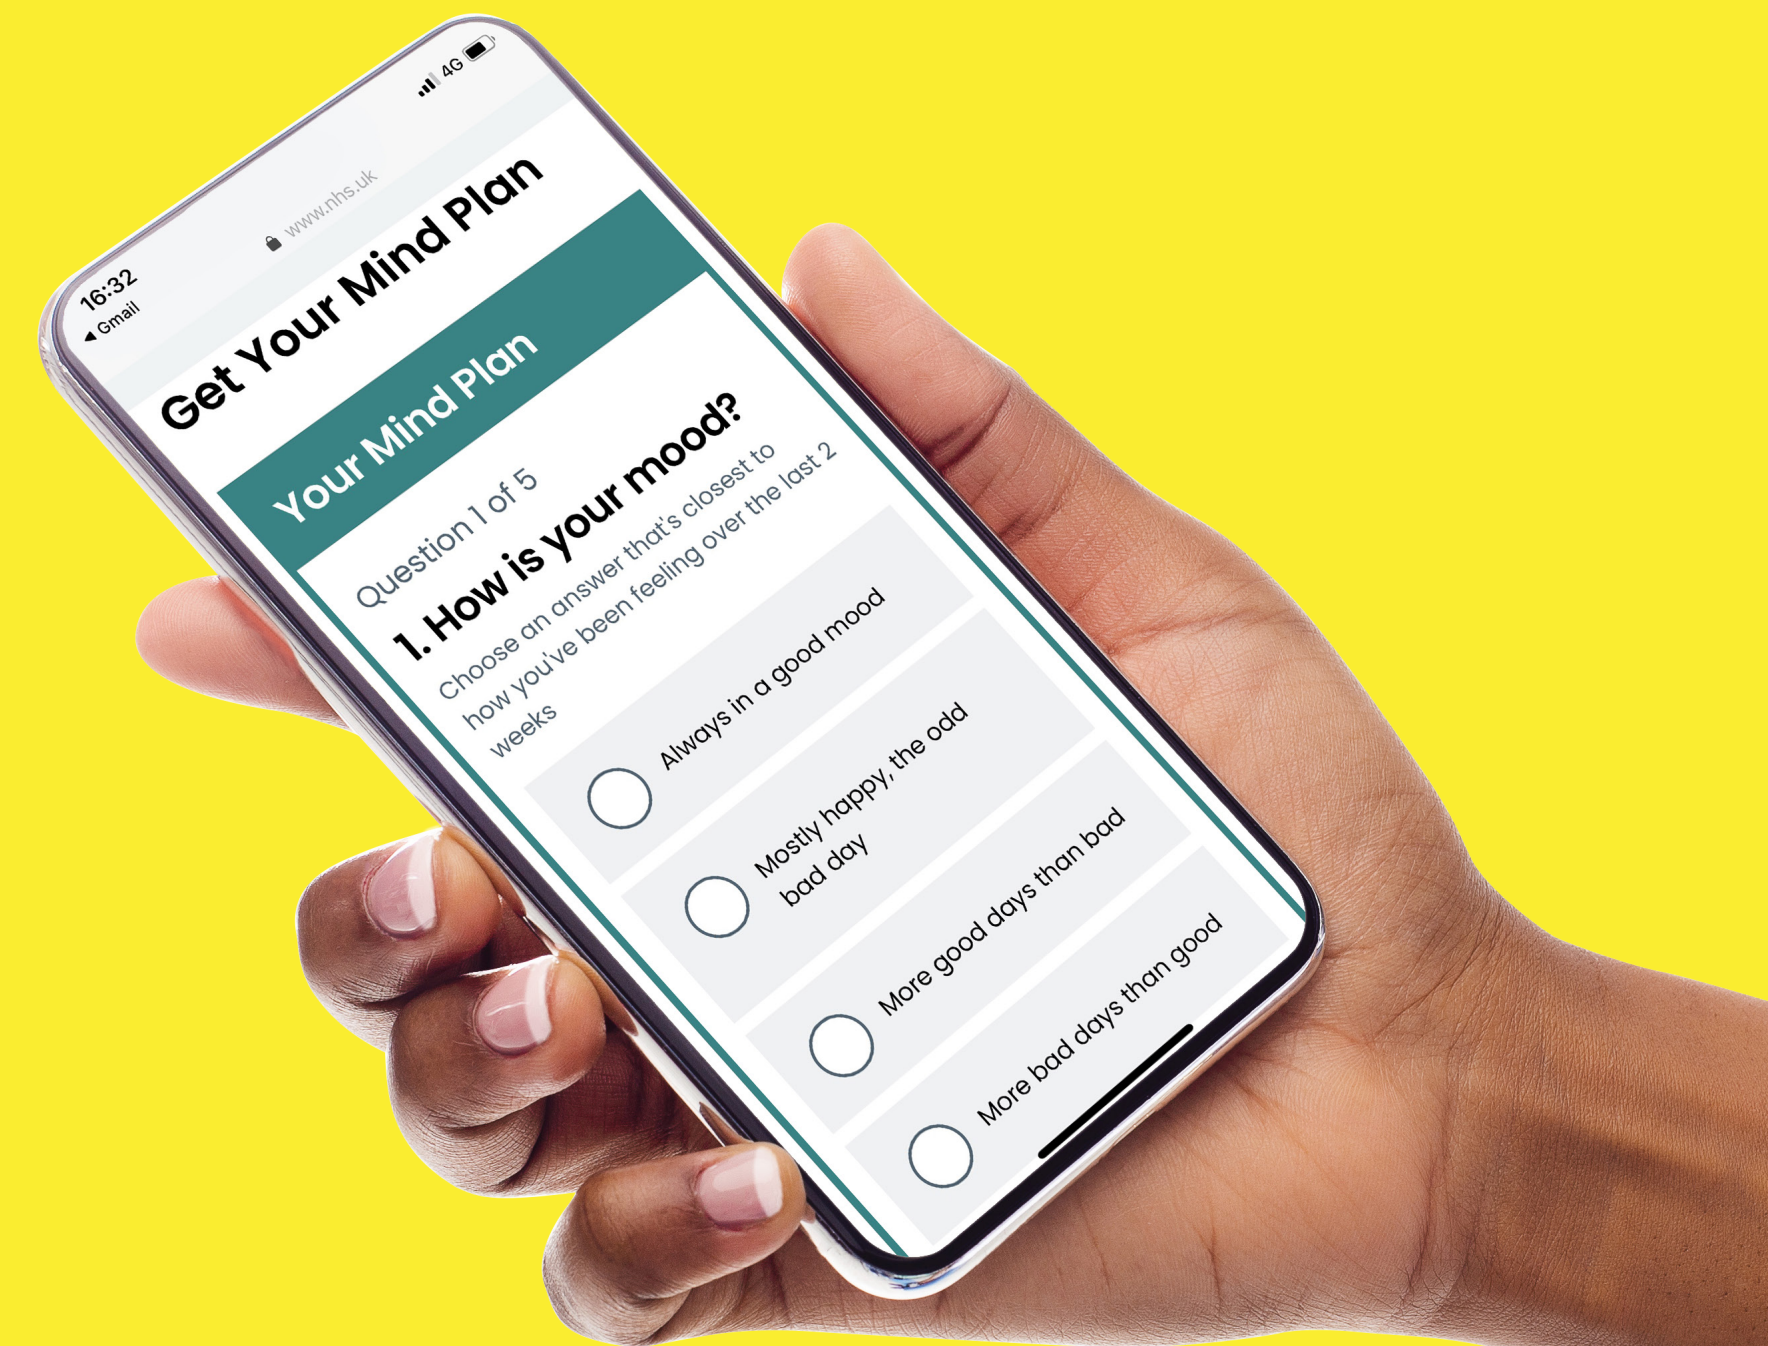 16:32
4G
◀ Gmail
www.nhs.uk
Get Your Mind Plan
Your Mind Plan
Question 1 of 5
1. How is your mood?
Choose an answer that's closest to
how you've been feeling over the last 2
weeks
Always in a good mood
Mostly happy, the odd
bad day
More good days than bad
More bad days than good